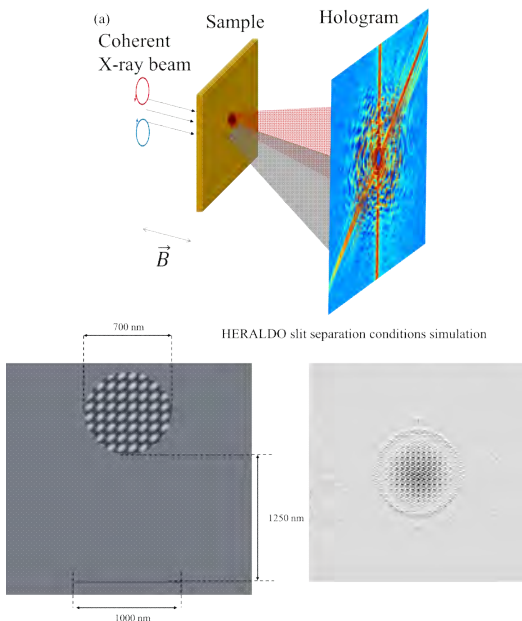 (a)
Sample
Hologram
Coherent
X-ray beam
B
700 nm
HERALDO slit separation conditions simulation
1250 nm
1000 nm